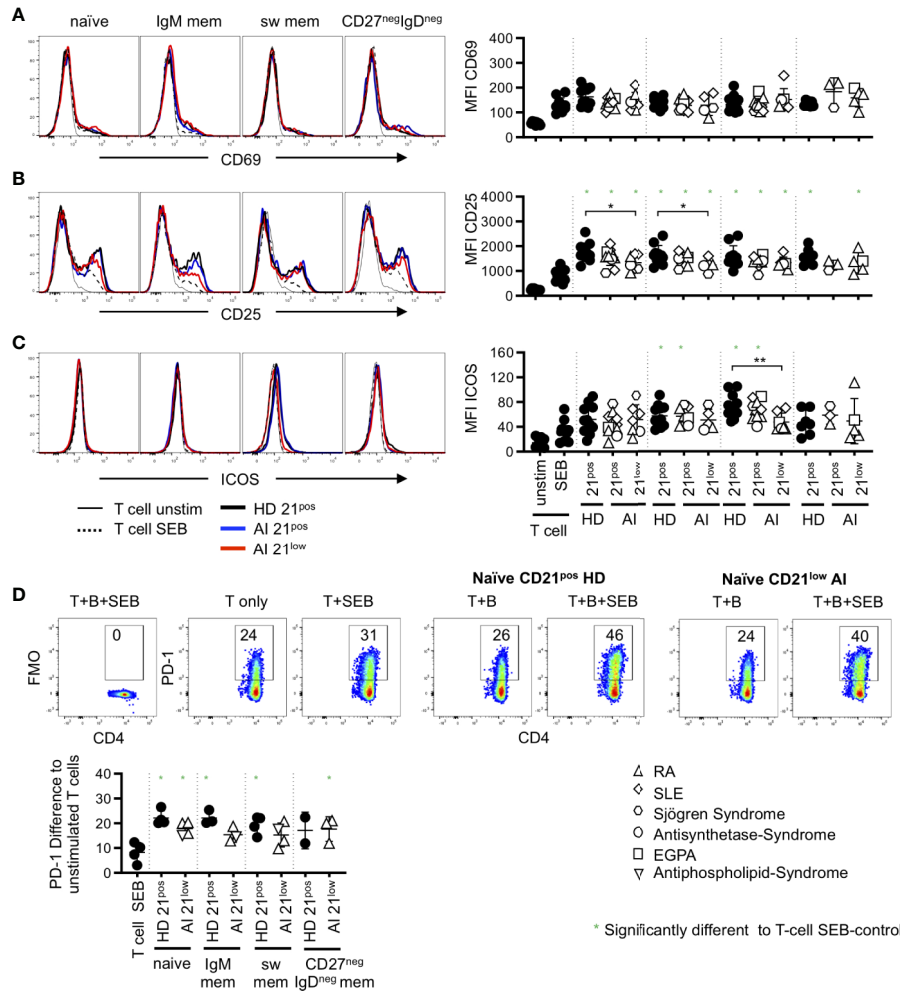 A
naïve IgM mem sw mem CD27negIgDneg
CD69
MFI CD69
400
300
200
100
0
B
CD25
MFI CD25
4000
3000
2000
1000
0
C
ICOS
MFI ICOS
160
120
80
40
0
unstim SEB 21pos 21pos 21low 21pos 21pos 21low 21pos 21pos 21low 21pos 21pos 21low
T cell HD AI HD AI HD AI HD AI
T cell unstim
T cell SEB
HD 21pos
AI 21pos
AI 21low
D
Naïve CD21pos HD Naïve CD21low AI
T+B+SEB T only T+SEB T+B T+B+SEB T+B T+B+SEB
FMO
PD-1
0 24 31 26 46 24 40
CD4 CD4
PD-1 Difference to
unstimulated T cells
40
30
20
10
0
T cell SEB HD 21pos AI 21low HD 21pos AI 21low HD 21pos AI 21low HD 21pos AI 21low
naive IgM mem sw mem CD27neg IgDneg mem
RA
SLE
Sjögren Syndrome
Antisynthetase-Syndrome
EGPA
Antiphospholipid-Syndrome
* Significantly different to T-cell SEB-control